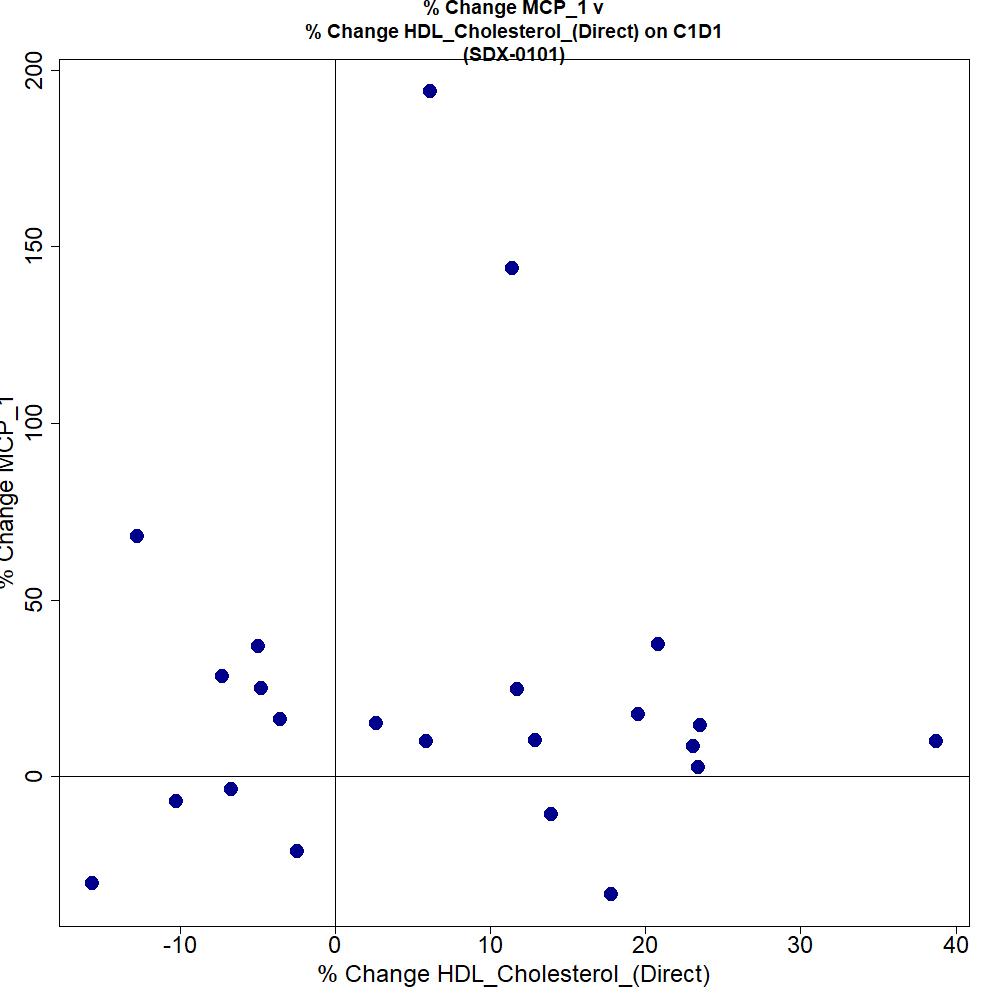 % Change MCP_1 v
% Change HDL_Cholesterol_(Direct) on C1D1
(SDX-0101)
% Change MCP_1
200
150
100
50
0
-10
0
10
20
30
40
% Change HDL_Cholesterol_(Direct)